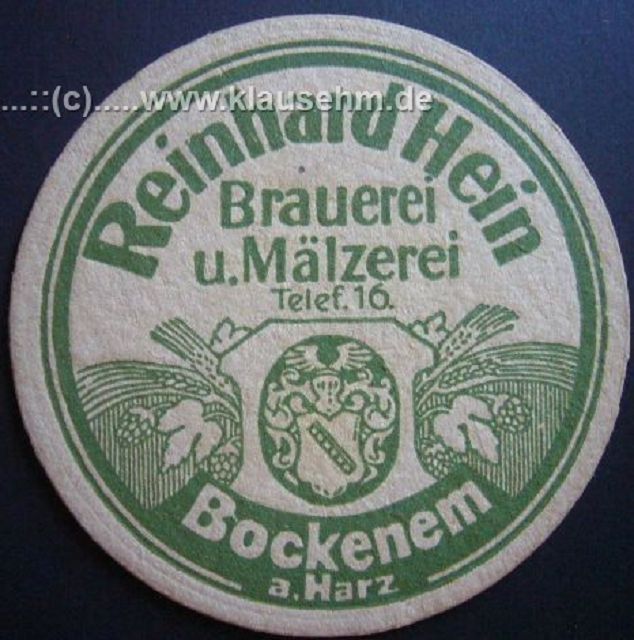 ...::(c).....www.klausehm.de
Reinhard Hein
Brauerei
u. Mälzerei
Telef. 16.
Bockenem
a. Harz